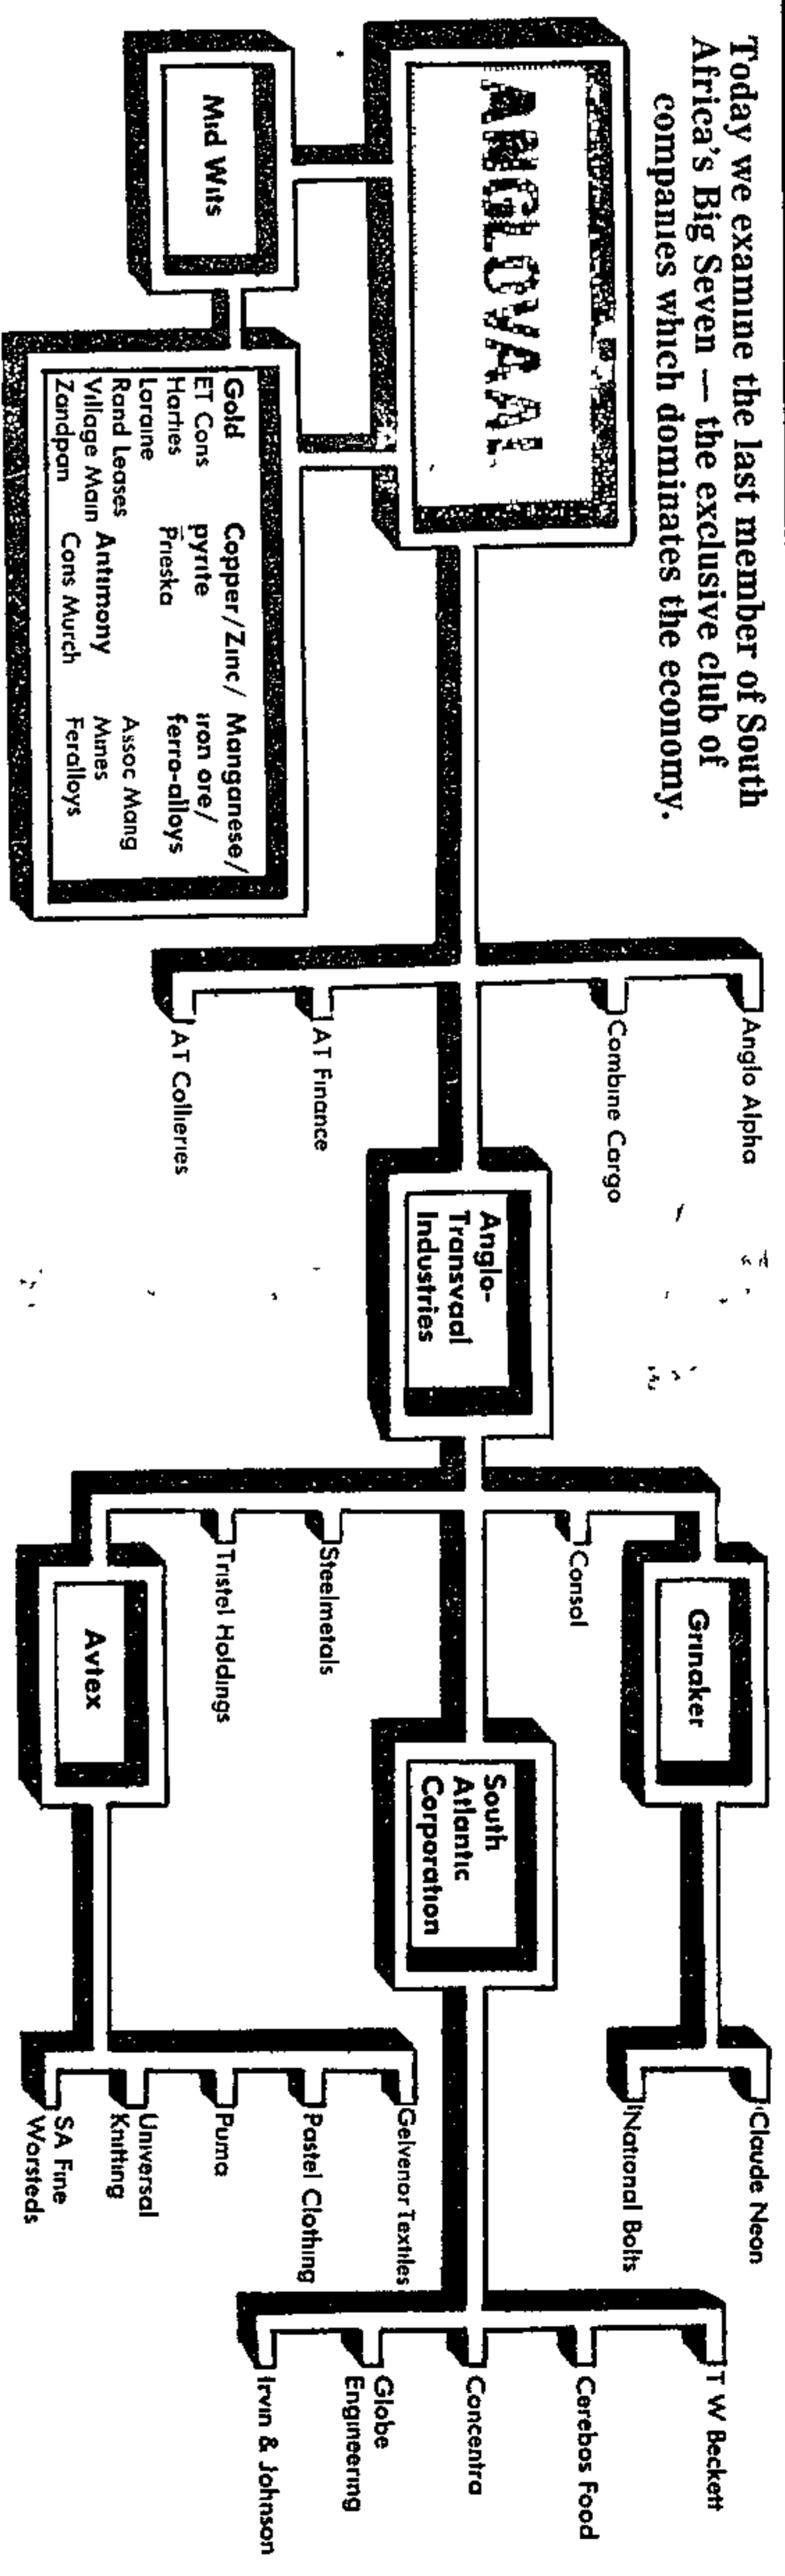 Today we examine the last member of South
Africa's Big Seven — the exclusive club of
companies which dominates the economy.
ANGLOVAAL
Mid Wits
Gold
ET Cons
Harties
Loraine
Rand Leases
Village Main
Zandpan
Copper/Zinc/
pyrite
Prieska
Antimony
Cons Murch
Manganese/
iron ore/
ferro-alloys
Assoc Mang
Mines
Feralloys
Anglo Alpha
Combine Cargo
AT Finance
AT Collieries
Anglo-
Transvaal
Industries
Grinaker
Consol
Steelmetals
Tristel Holdings
Avtex
South
Atlantic
Corporation
Claude Neon
National Bolts
Gelvenor Textiles
Pastel Clothing
Puma
Universal
Knitting
SA Fine
Worsteds
T W Beckett
Cerebos Food
Concentra
Globe
Engineering
Irvin & Johnson